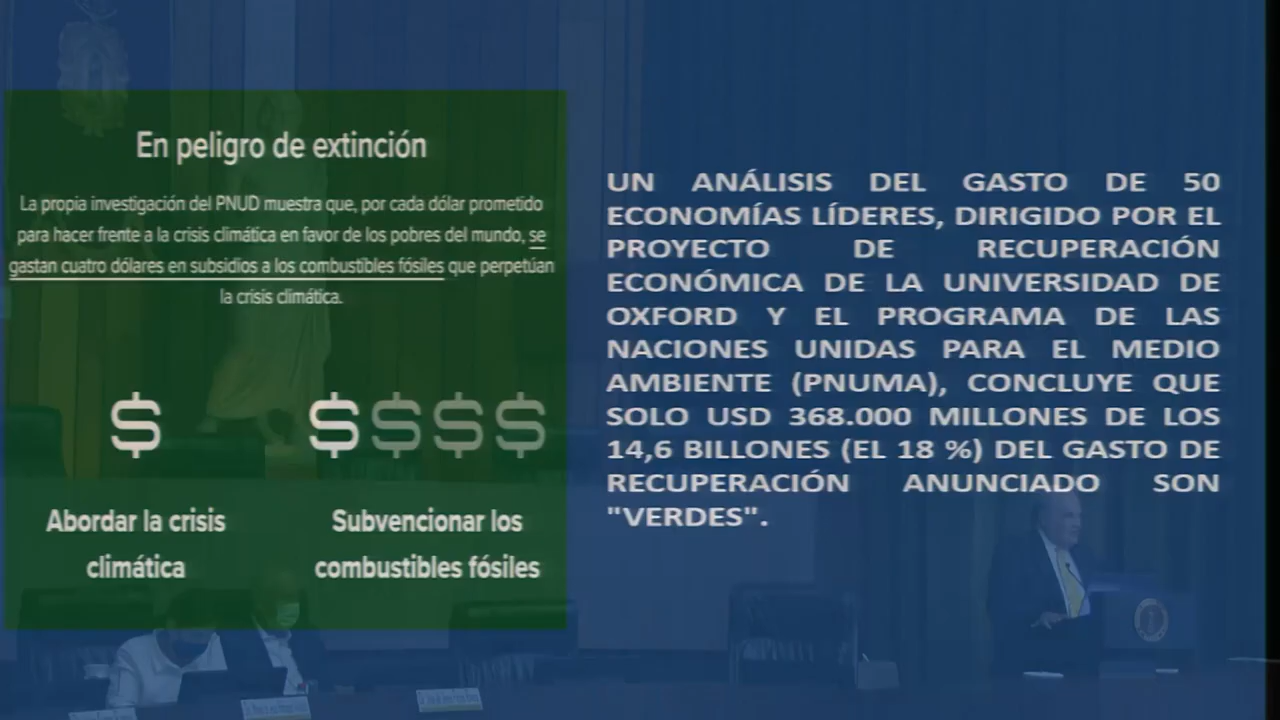 En peligro de extinción
La propia investigación del PNUD muestra que, por cada dólar prometido
para hacer frente a la crisis climática en favor de los pobres del mundo, se
gastan cuatro dólares en subsidios a los combustibles fósiles que perpetúan
la crisis climática.
$ $ $ $ $
Abordar la crisis
climática
Subvencionar los
combustibles fósiles
UN ANÁLISIS DEL GASTO DE 50
ECONOMÍAS LÍDERES, DIRIGIDO POR EL
PROYECTO DE RECUPERACIÓN
ECONÓMICA DE LA UNIVERSIDAD DE
OXFORD Y EL PROGRAMA DE LAS
NACIONES UNIDAS PARA EL MEDIO
AMBIENTE (PNUMA), CONCLUYE QUE
SOLO USD 368.000 MILLONES DE LOS
14,6 BILLONES (EL 18 %) DEL GASTO DE
RECUPERACIÓN ANUNCIADO SON
"VERDES".